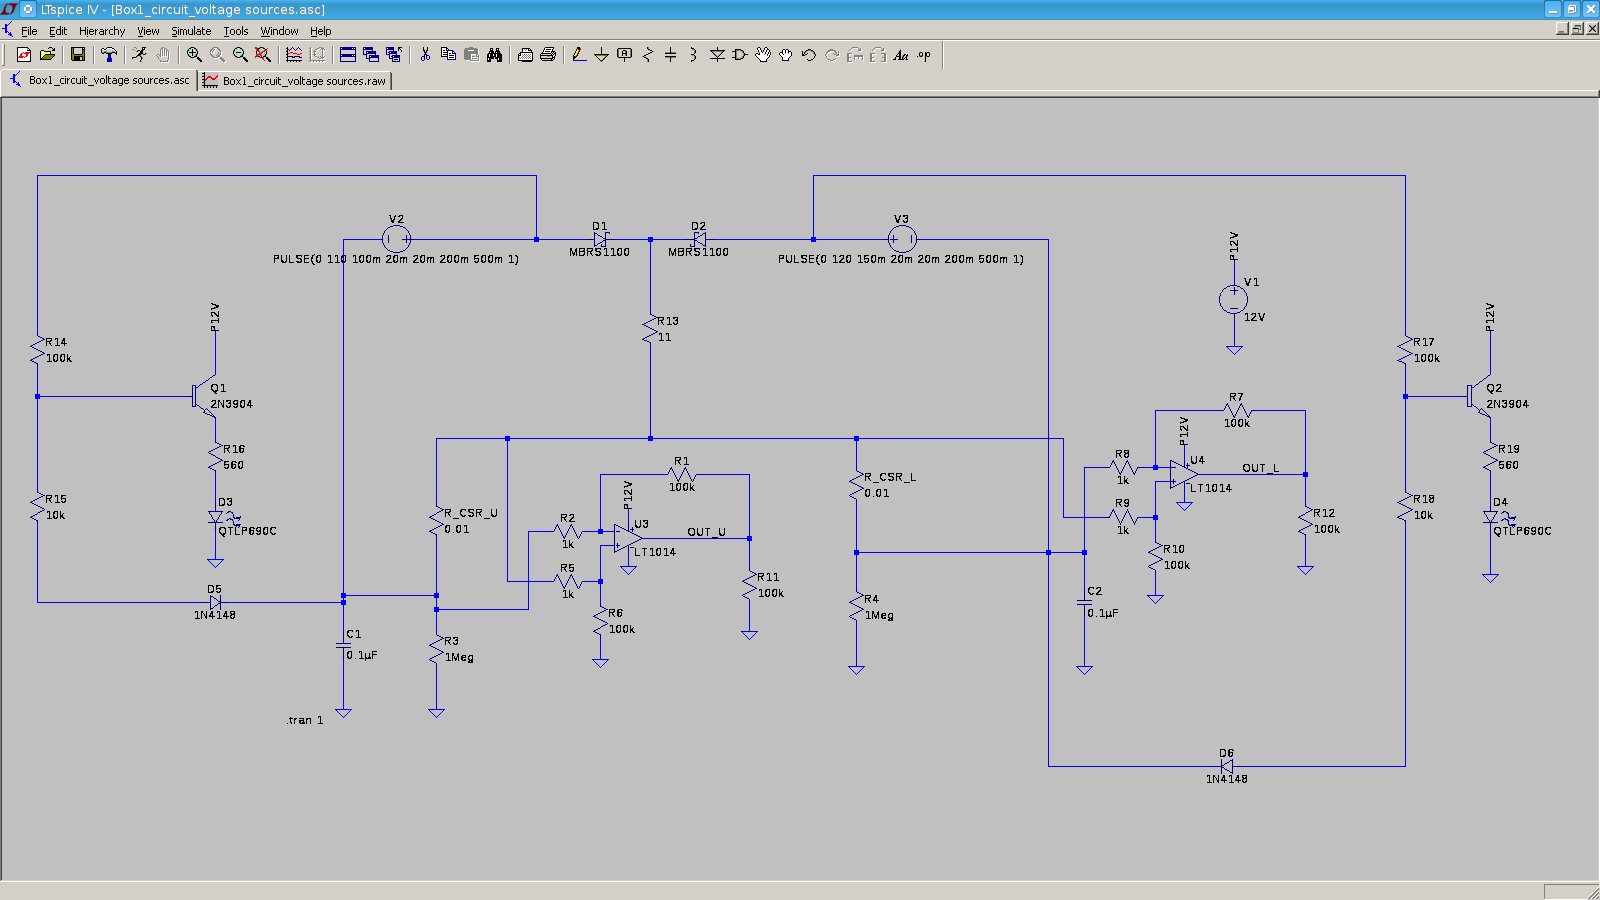 LTspice IV - [Box1_circuit_voltage sources.asc]
File Edit Hierarchy View Simulate Tools Window Help
Aa .op
Box1_circuit_voltage sources.asc
Box1_circuit_voltage sources.raw
V2
PULSE(0 110 100m 20m 20m 200m 500m 1)
D1
MBRS1100
D2
MBRS1100
V3
PULSE(0 120 150m 20m 20m 200m 500m 1)
P12V
V1
12V
R13
11
R14
100k
P12V
Q1
2N3904
R16
560
D3
QTLP690C
R15
10k
D5
1N4148
C1
0.1µF
R_CSR_U
0.01
R3
1Meg
R1
100k
P12V
R2
1k
U3
LT1014
OUT_U
R5
1k
R6
100k
R11
100k
R_CSR_L
0.01
R4
1Meg
C2
0.1µF
R7
100k
P12V
R8
1k
U4
LT1014
OUT_L
R9
1k
R10
100k
R12
100k
R17
100k
P12V
Q2
2N3904
R19
560
D4
QTLP690C
R18
10k
D6
1N4148
.tran 1